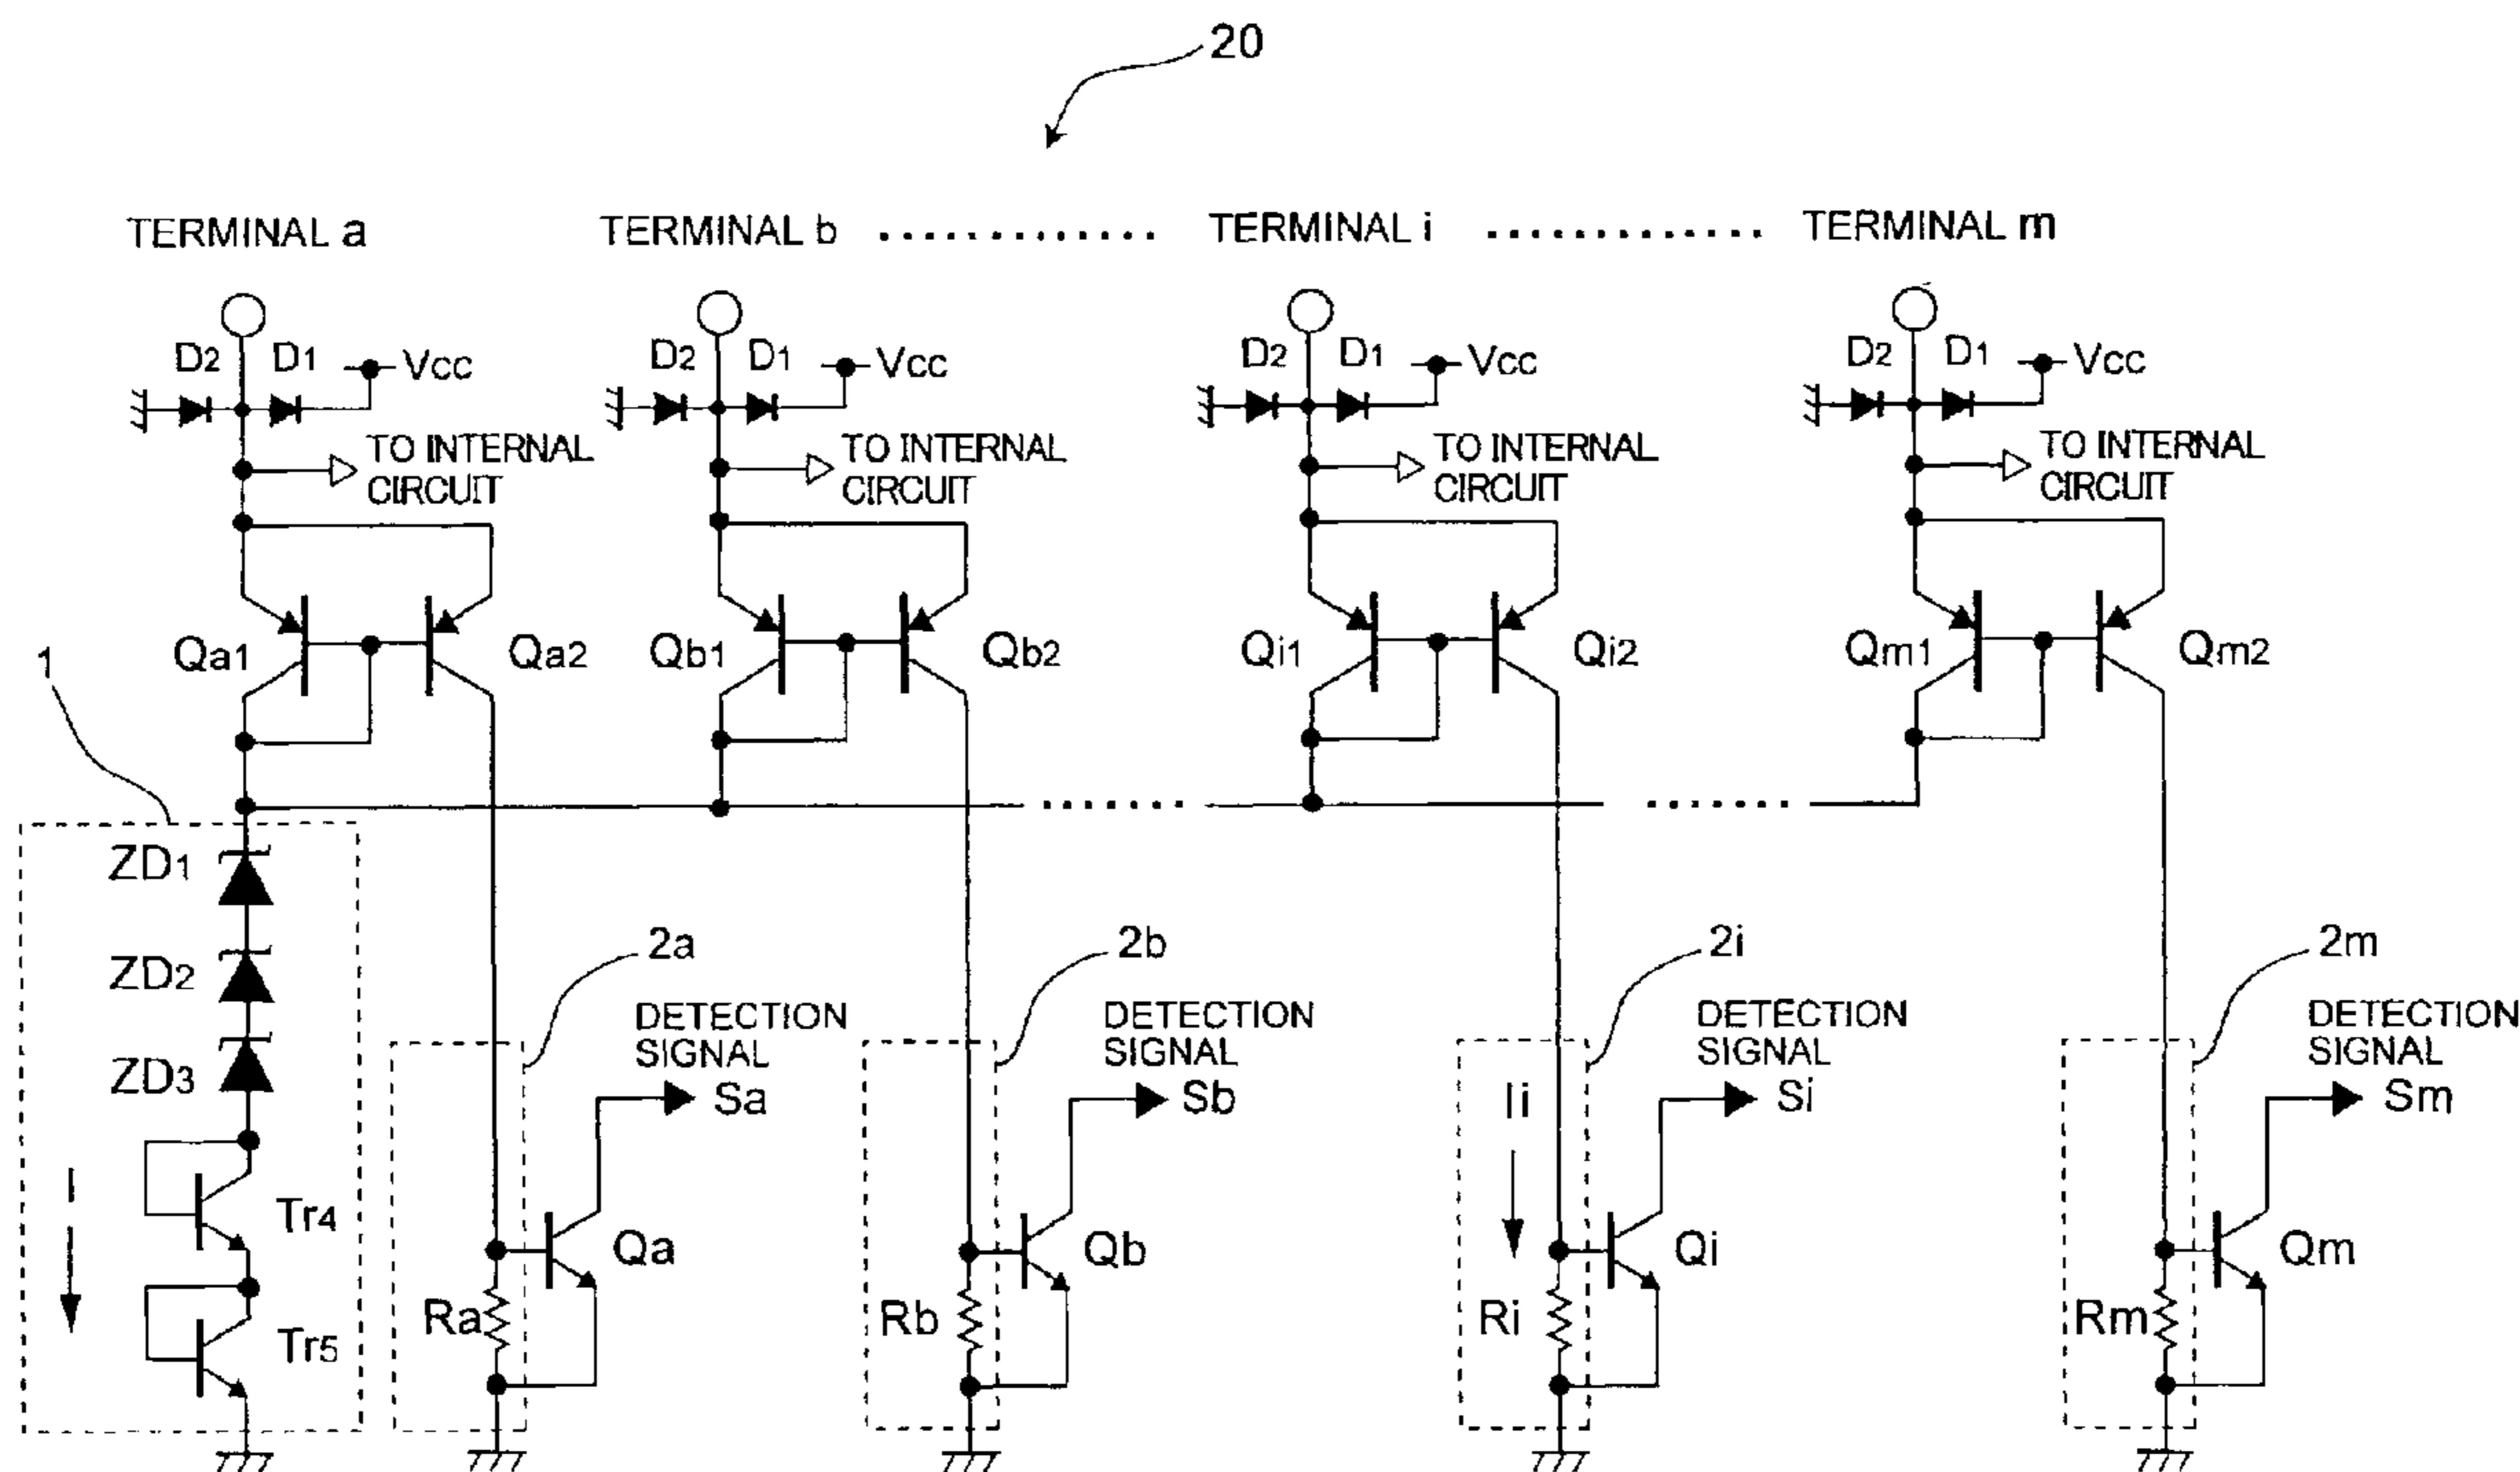 20
TERMINAL a
TERMINAL b
TERMINAL i
TERMINAL m
D2 D1 Vcc
D2 D1 Vcc
D2 D1 Vcc
D2 D1 Vcc
TO INTERNAL
CIRCUIT
TO INTERNAL
CIRCUIT
TO INTERNAL
CIRCUIT
TO INTERNAL
CIRCUIT
1
Qa1 Qa2
Qb1 Qb2
Qi1 Qi2
Qm1 Qm2
ZD1
ZD2
ZD3
I
Tr4
Tr5
2a
DETECTION
SIGNAL
Sa
Qa
Ra
2b
DETECTION
SIGNAL
Sb
Qb
Rb
2i
DETECTION
SIGNAL
Si
Ii
Qi
Ri
2m
DETECTION
SIGNAL
Sm
Qm
Rm